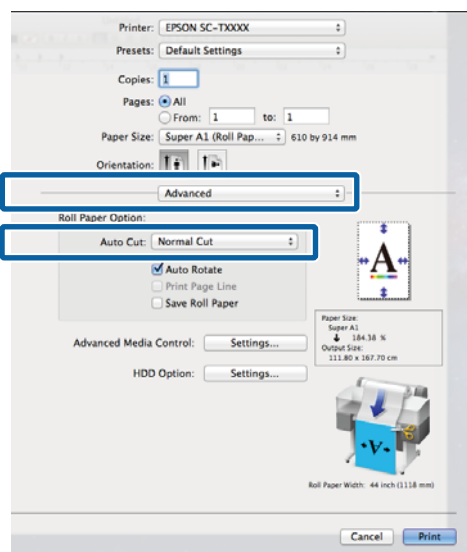 Printer: EPSON SC-TXXXX
Presets: Default Settings
Copies: 1
Pages: All
From: 1 to: 1
Paper Size: Super A1 (Roll Pap... 610 by 914 mm
Orientation:
Advanced
Roll Paper Option:
Auto Cut: Normal Cut
Auto Rotate
Print Page Line
Save Roll Paper
A
Paper Size:
Super A1
184.38 %
Output Size:
111.80 x 167.70 cm
Advanced Media Control: Settings...
HDD Option: Settings...
A
Roll Paper Width: 44 inch (1118 mm)
Cancel Print